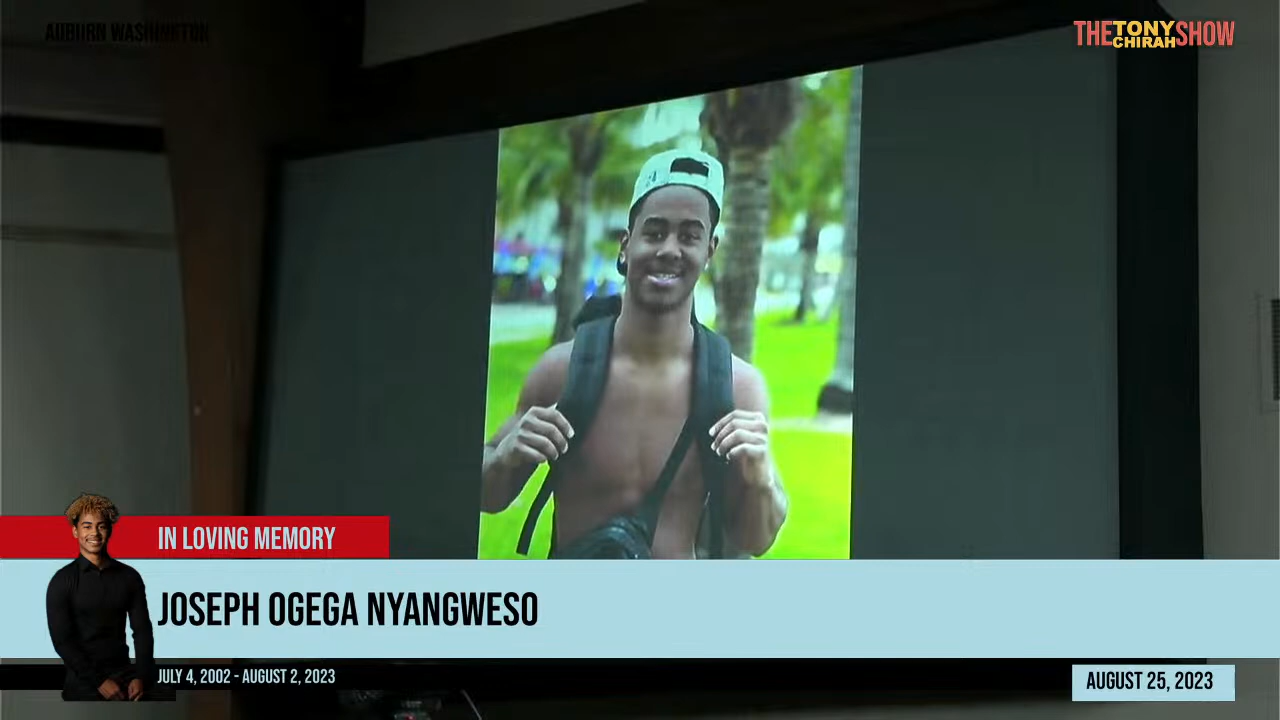 AUBURN WASHINGTON
THE TONY CHIRAH SHOW
IN LOVING MEMORY
JOSEPH OGEGA NYANGWESO
JULY 4, 2002 - AUGUST 2, 2023
AUGUST 25, 2023